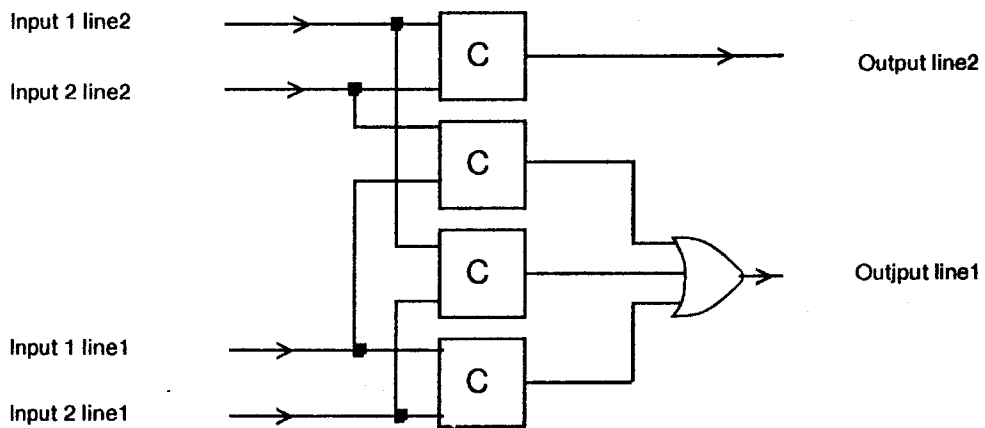 Input 1 line2
C
Output line2
Input 2 line2
C
C
Outjput line1
Input 1 line1
C
Input 2 line1